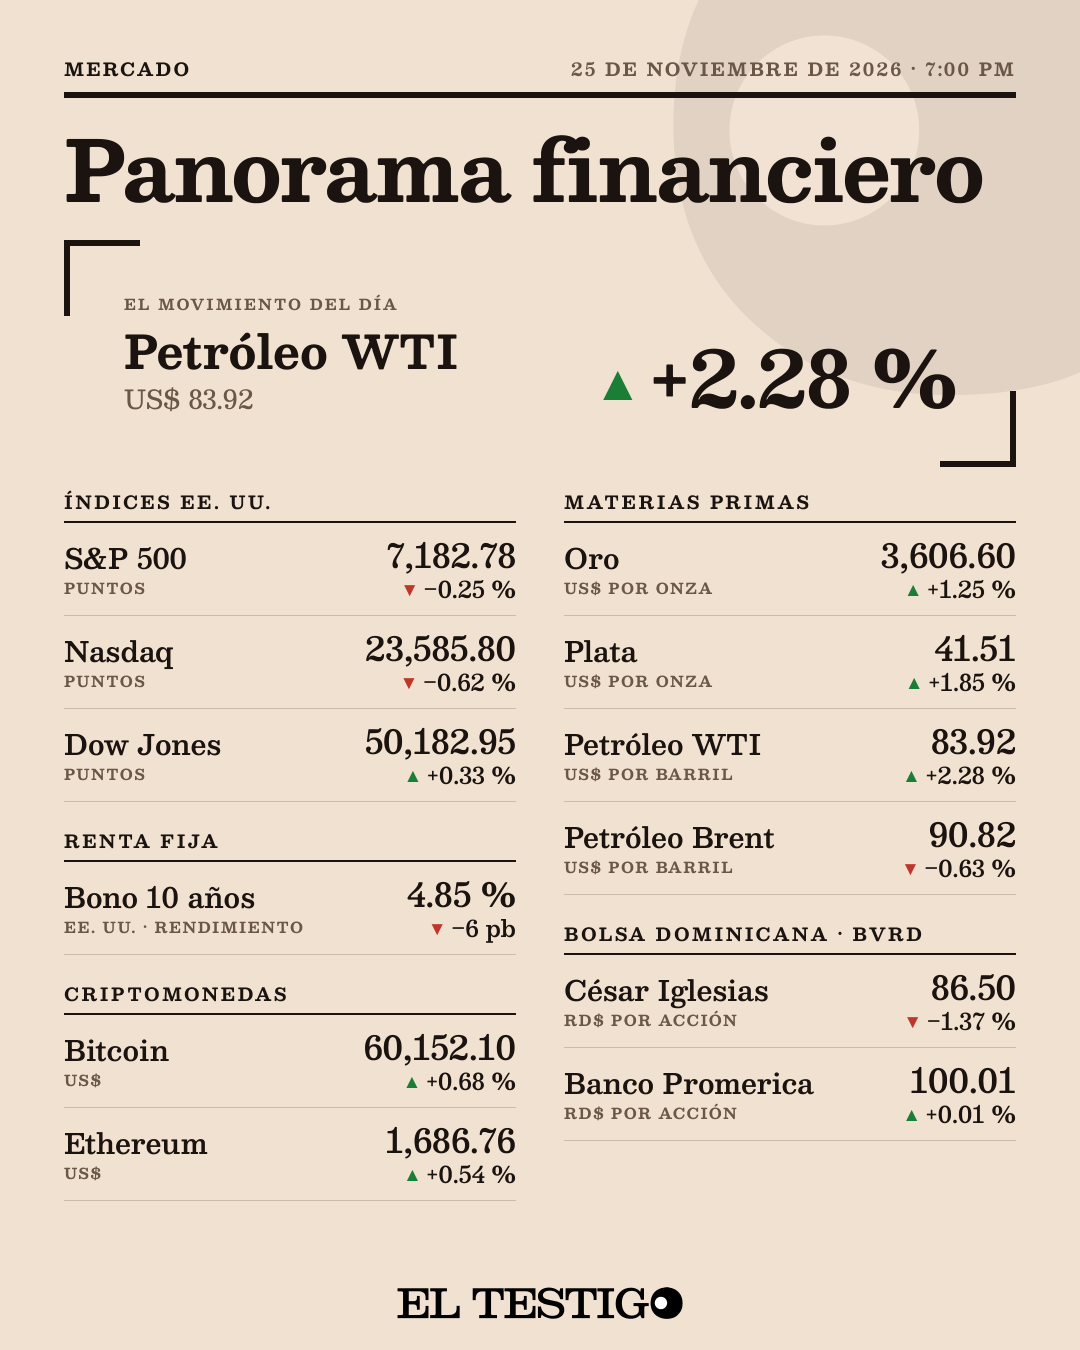 MERCADO
25 DE NOVIEMBRE DE 2026 · 7:00 PM
Panorama financiero
EL MOVIMIENTO DEL DÍA
Petróleo WTI
US$ 83.92
▲ +2.28 %
ÍNDICES EE. UU.
S&P 500 7,182.78
PUNTOS ▼ −0.25 %
Nasdaq 23,585.80
PUNTOS ▼ −0.62 %
Dow Jones 50,182.95
PUNTOS ▲ +0.33 %
RENTA FIJA
Bono 10 años 4.85 %
EE. UU. · RENDIMIENTO ▼ −6 pb
CRIPTOMONEDAS
Bitcoin 60,152.10
US$ ▲ +0.68 %
Ethereum 1,686.76
US$ ▲ +0.54 %
MATERIAS PRIMAS
Oro 3,606.60
US$ POR ONZA ▲ +1.25 %
Plata 41.51
US$ POR ONZA ▲ +1.85 %
Petróleo WTI 83.92
US$ POR BARRIL ▲ +2.28 %
Petróleo Brent 90.82
US$ POR BARRIL ▼ −0.63 %
BOLSA DOMINICANA · BVRD
César Iglesias 86.50
RD$ POR ACCIÓN ▼ −1.37 %
Banco Promerica 100.01
RD$ POR ACCIÓN ▲ +0.01 %
EL TESTIGO